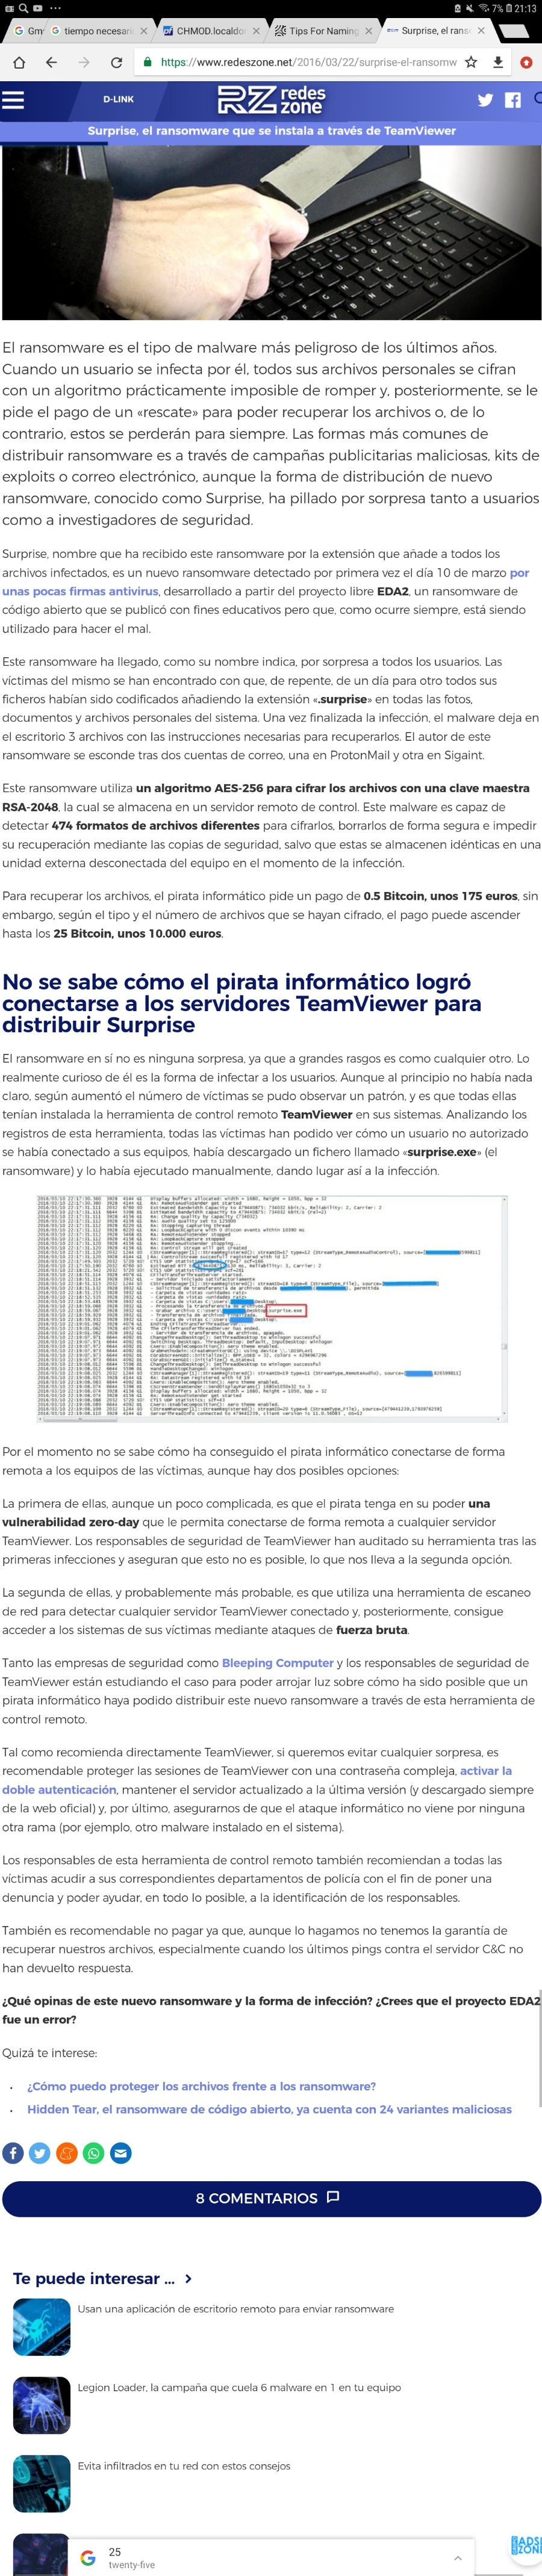 7% 21:13
Gm
tiempo necesari
CHMOD.localdo
Tips For Naming
Surprise, el rans
https://www.redeszone.net/2016/03/22/surprise-el-ransomw
D-LINK
RZ redes zone
Surprise, el ransomware que se instala a través de TeamViewer
El ransomware es el tipo de malware más peligroso de los últimos años.
Cuando un usuario se infecta por él, todos sus archivos personales se cifran
con un algoritmo prácticamente imposible de romper y, posteriormente, se le
pide el pago de un «rescate» para poder recuperar los archivos o, de lo
contrario, estos se perderán para siempre. Las formas más comunes de
distribuir ransomware es a través de campañas publicitarias maliciosas, kits de
exploits o correo electrónico, aunque la forma de distribución de nuevo
ransomware, conocido como Surprise, ha pillado por sorpresa tanto a usuarios
como a investigadores de seguridad.
Surprise, nombre que ha recibido este ransomware por la extensión que añade a todos los
archivos infectados, es un nuevo ransomware detectado por primera vez el día 10 de marzo por
unas pocas firmas antivirus, desarrollado a partir del proyecto libre EDA2, un ransomware de
código abierto que se publicó con fines educativos pero que, como ocurre siempre, está siendo
utilizado para hacer el mal.
Este ransomware ha llegado, como su nombre indica, por sorpresa a todos los usuarios. Las
víctimas del mismo se han encontrado con que, de repente, de un día para otro todos sus
ficheros habían sido codificados añadiendo la extensión «.surprise» en todas las fotos,
documentos y archivos personales del sistema. Una vez finalizada la infección, el malware deja en
el escritorio 3 archivos con las instrucciones necesarias para recuperarlos. El autor de este
ransomware se esconde tras dos cuentas de correo, una en ProtonMail y otra en Sigaint.
Este ransomware utiliza un algoritmo AES-256 para cifrar los archivos con una clave maestra
RSA-2048, la cual se almacena en un servidor remoto de control. Este malware es capaz de
detectar 474 formatos de archivos diferentes para cifrarlos, borrarlos de forma segura e impedir
su recuperación mediante las copias de seguridad, salvo que estas se almacenen idénticas en una
unidad externa desconectada del equipo en el momento de la infección.
Para recuperar los archivos, el pirata informático pide un pago de 0.5 Bitcoin, unos 175 euros, sin
embargo, según el tipo y el número de archivos que se hayan cifrado, el pago puede ascender
hasta los 25 Bitcoin, unos 10.000 euros.
No se sabe cómo el pirata informático logró
conectarse a los servidores TeamViewer para
distribuir Surprise
El ransomware en sí no es ninguna sorpresa, ya que a grandes rasgos es como cualquier otro. Lo
realmente curioso de él es la forma de infectar a los usuarios. Aunque al principio no había nada
claro, según aumentó el número de víctimas se pudo observar un patrón, y es que todas ellas
tenían instalada la herramienta de control remoto TeamViewer en sus sistemas. Analizando los
registros de esta herramienta, todas las víctimas han podido ver cómo un usuario no autorizado
se había conectado a sus equipos, había descargado un fichero llamado «surprise.exe» (el
ransomware) y lo había ejecutado manualmente, dando lugar así a la infección.
surprise.exe
Por el momento no se sabe cómo ha conseguido el pirata informático conectarse de forma
remota a los equipos de las víctimas, aunque hay dos posibles opciones:
La primera de ellas, aunque un poco complicada, es que el pirata tenga en su poder una
vulnerabilidad zero-day que le permita conectarse de forma remota a cualquier servidor
TeamViewer. Los responsables de seguridad de TeamViewer han auditado su herramienta tras las
primeras infecciones y aseguran que esto no es posible, lo que nos lleva a la segunda opción.
La segunda de ellas, y probablemente más probable, es que utiliza una herramienta de escaneo
de red para detectar cualquier servidor TeamViewer conectado y, posteriormente, consigue
acceder a los sistemas de sus víctimas mediante ataques de fuerza bruta.
Tanto las empresas de seguridad como Bleeping Computer y los responsables de seguridad de
TeamViewer están estudiando el caso para poder arrojar luz sobre cómo ha sido posible que un
pirata informático haya podido distribuir este nuevo ransomware a través de esta herramienta de
control remoto.
Tal como recomienda directamente TeamViewer, si queremos evitar cualquier sorpresa, es
recomendable proteger las sesiones de TeamViewer con una contraseña compleja, activar la
doble autenticación, mantener el servidor actualizado a la última versión (y descargado siempre
de la web oficial) y, por último, asegurarnos de que el ataque informático no viene por ninguna
otra rama (por ejemplo, otro malware instalado en el sistema).
Los responsables de esta herramienta de control remoto también recomiendan a todas las
víctimas acudir a sus correspondientes departamentos de policía con el fin de poner una
denuncia y poder ayudar, en todo lo posible, a la identificación de los responsables.
También es recomendable no pagar ya que, aunque lo hagamos no tenemos la garantía de
recuperar nuestros archivos, especialmente cuando los últimos pings contra el servidor C&C no
han devuelto respuesta.
¿Qué opinas de este nuevo ransomware y la forma de infección? ¿Crees que el proyecto EDA2
fue un error?
Quizá te interese:
¿Cómo puedo proteger los archivos frente a los ransomware?
Hidden Tear, el ransomware de código abierto, ya cuenta con 24 variantes maliciosas
8 COMENTARIOS
Te puede interesar ...
Usan una aplicación de escritorio remoto para enviar ransomware
Legion Loader, la campaña que cuela 6 malware en 1 en tu equipo
Evita infiltrados en tu red con estos consejos
25
twenty-five